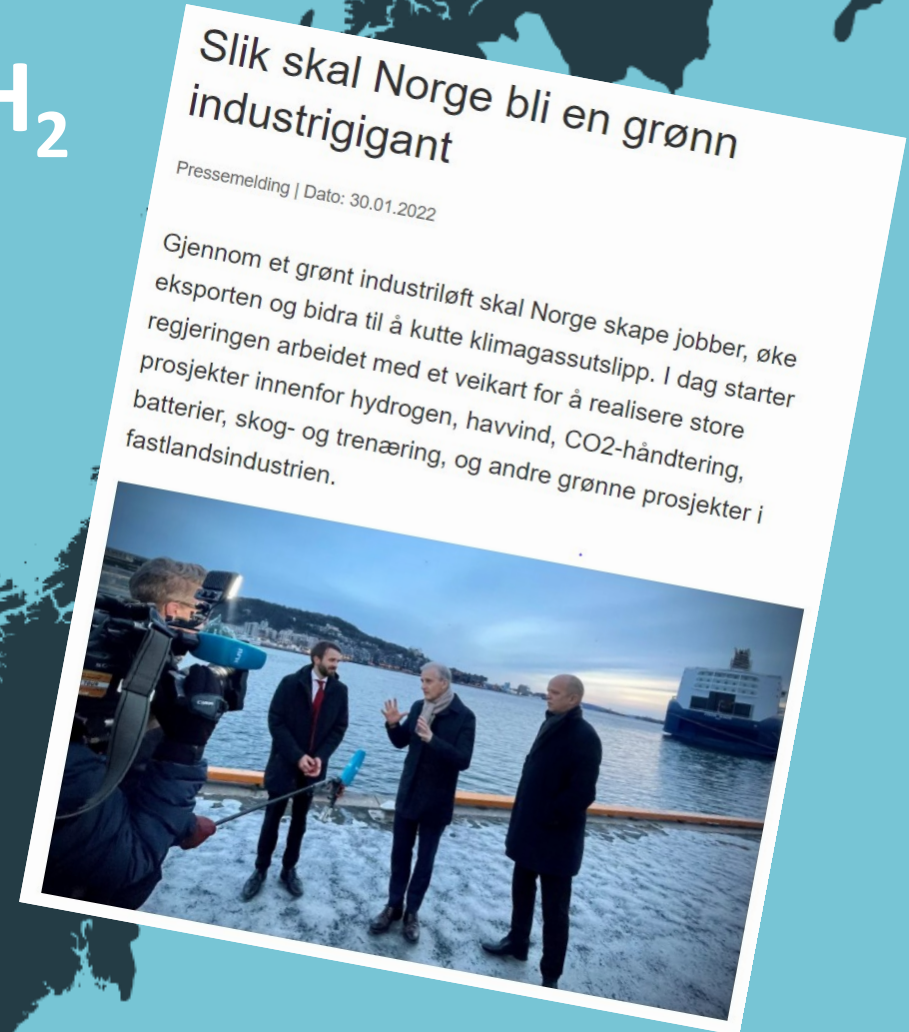 H₂
Slik skal Norge bli en grønn
industrigigant
Pressemelding | Dato: 30.01.2022
Gjennom et grønt industriløft skal Norge skape jobber, øke
eksporten og bidra til å kutte klimagassutslipp. I dag starter
regjeringen arbeidet med et veikart for å realisere store
prosjekter innenfor hydrogen, havvind, CO2-håndtering,
batterier, skog- og trenæring, og andre grønne prosjekter i
fastlandsindustrien.